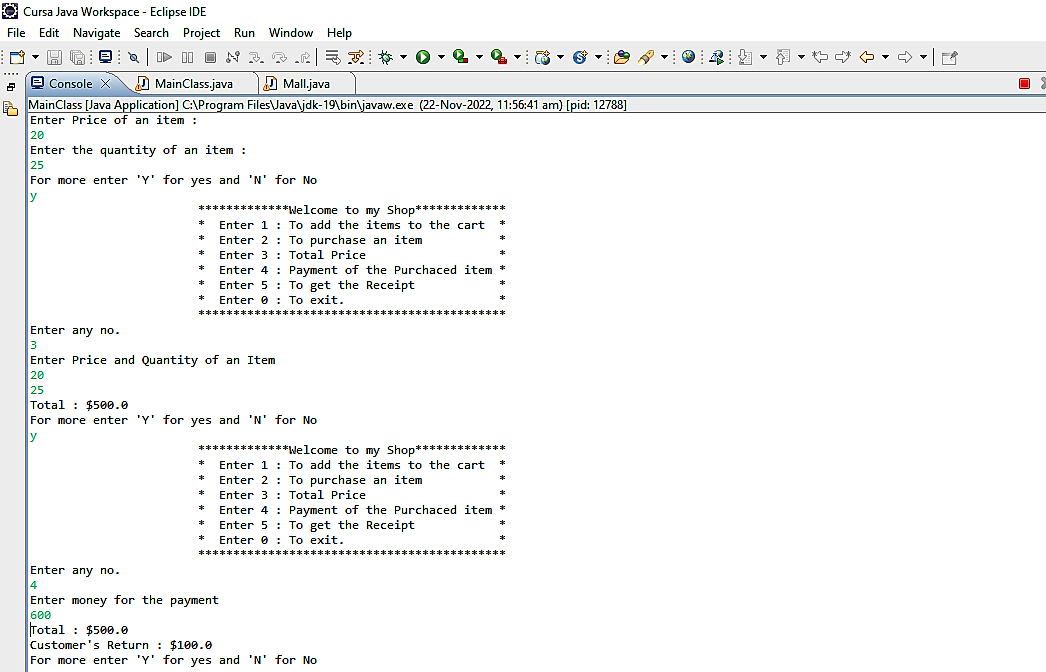 Cursa Java Workspace - Eclipse IDE
File Edit Navigate Search Project Run Window Help
Console MainClass.java Mall.java
MainClass [Java Application] C:\Program Files\Java\jdk-19\bin\javaw.exe (22-Nov-2022, 11:56:41 am) [pid: 12788]
Enter Price of an item :
20
Enter the quantity of an item :
25
For more enter 'Y' for yes and 'N' for No
y
*************Welcome to my Shop*************
* Enter 1 : To add the items to the cart *
* Enter 2 : To purchase an item *
* Enter 3 : Total Price *
* Enter 4 : Payment of the Purchaced item *
* Enter 5 : To get the Receipt *
* Enter 0 : To exit. *
********************************************
Enter any no.
3
Enter Price and Quantity of an Item
20
25
Total : $500.0
For more enter 'Y' for yes and 'N' for No
y
*************Welcome to my Shop*************
* Enter 1 : To add the items to the cart *
* Enter 2 : To purchase an item *
* Enter 3 : Total Price *
* Enter 4 : Payment of the Purchaced item *
* Enter 5 : To get the Receipt *
* Enter 0 : To exit. *
********************************************
Enter any no.
4
Enter money for the payment
600
Total : $500.0
Customer's Return : $100.0
For more enter 'Y' for yes and 'N' for No